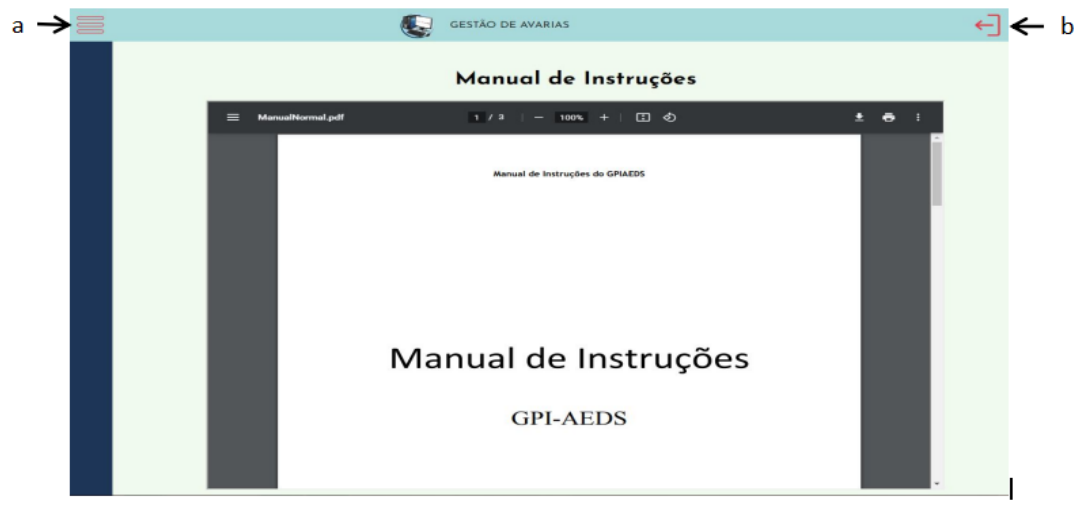 a
GESTÃO DE AVARIAS
b
Manual de Instruções
ManualNormal.pdf 1 / 3 | − 100% + |
Manual de Instruções do GPIAEDS
Manual de Instruções
GPI-AEDS